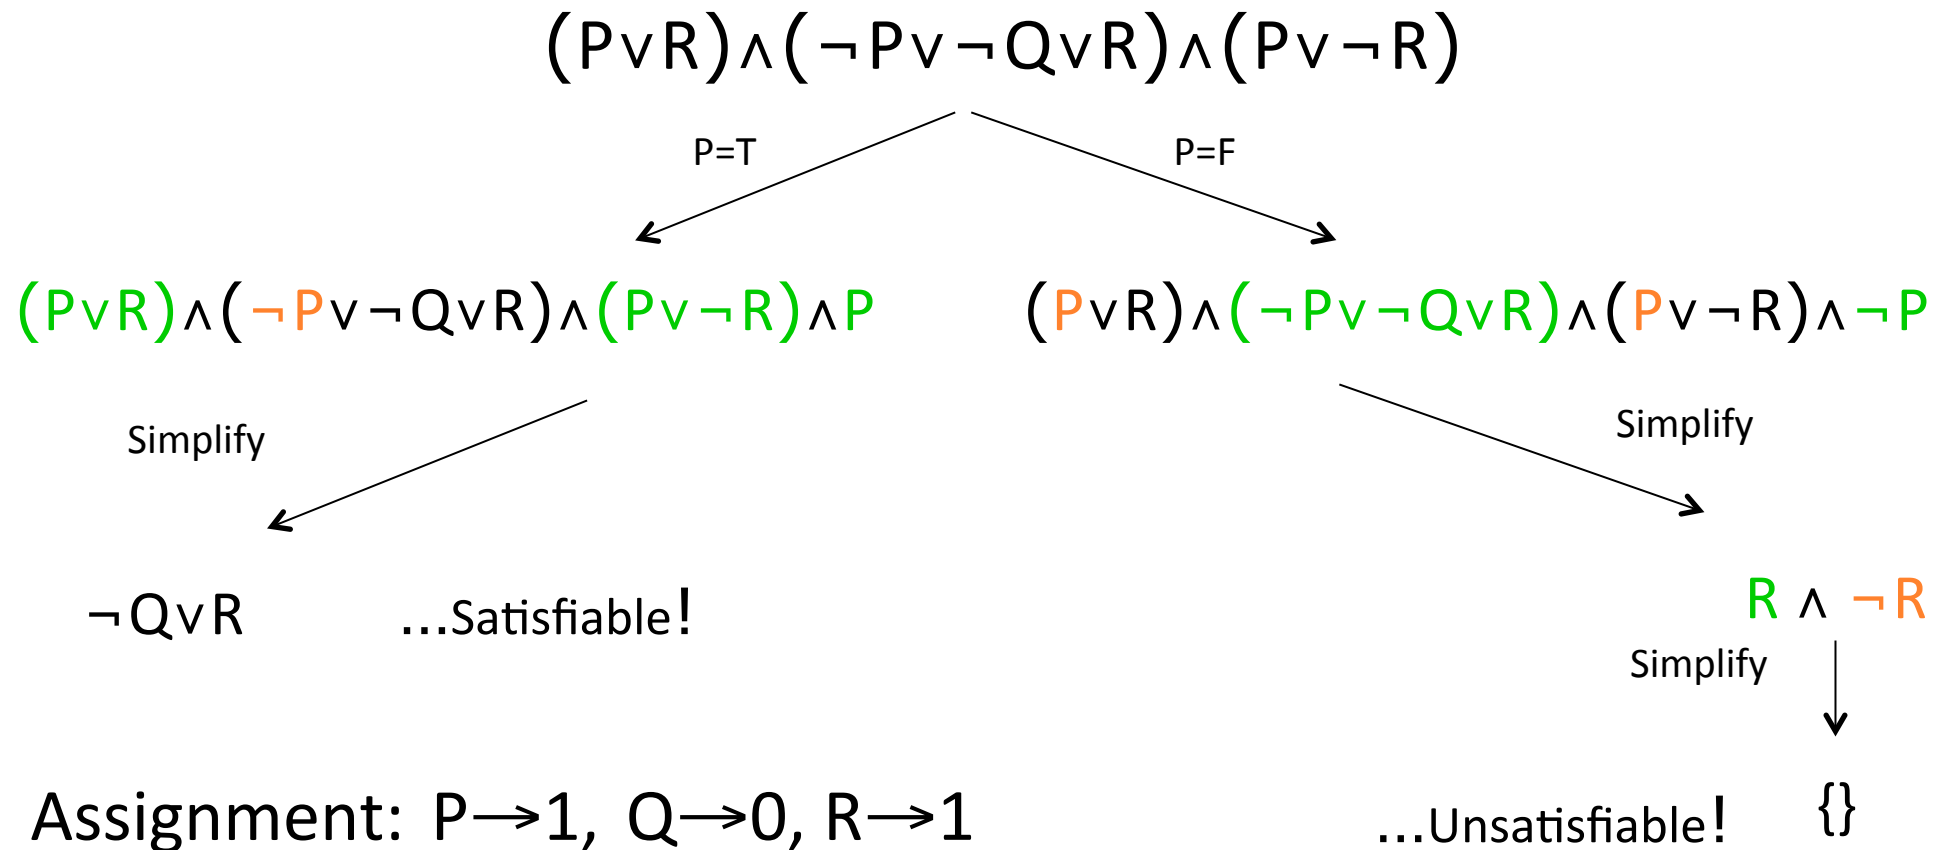 (P∨R)∧(¬P∨¬Q∨R)∧(P∨¬R)
P=T
P=F
(P∨R)∧(¬P∨¬Q∨R)∧(P∨¬R)∧P
(P∨R)∧(¬P∨¬Q∨R)∧(P∨¬R)∧¬P
Simplify
Simplify
¬Q∨R
...Satisfiable!
R ∧ ¬R
Simplify
Assignment: P→1, Q→0, R→1
...Unsatisfiable!
{}